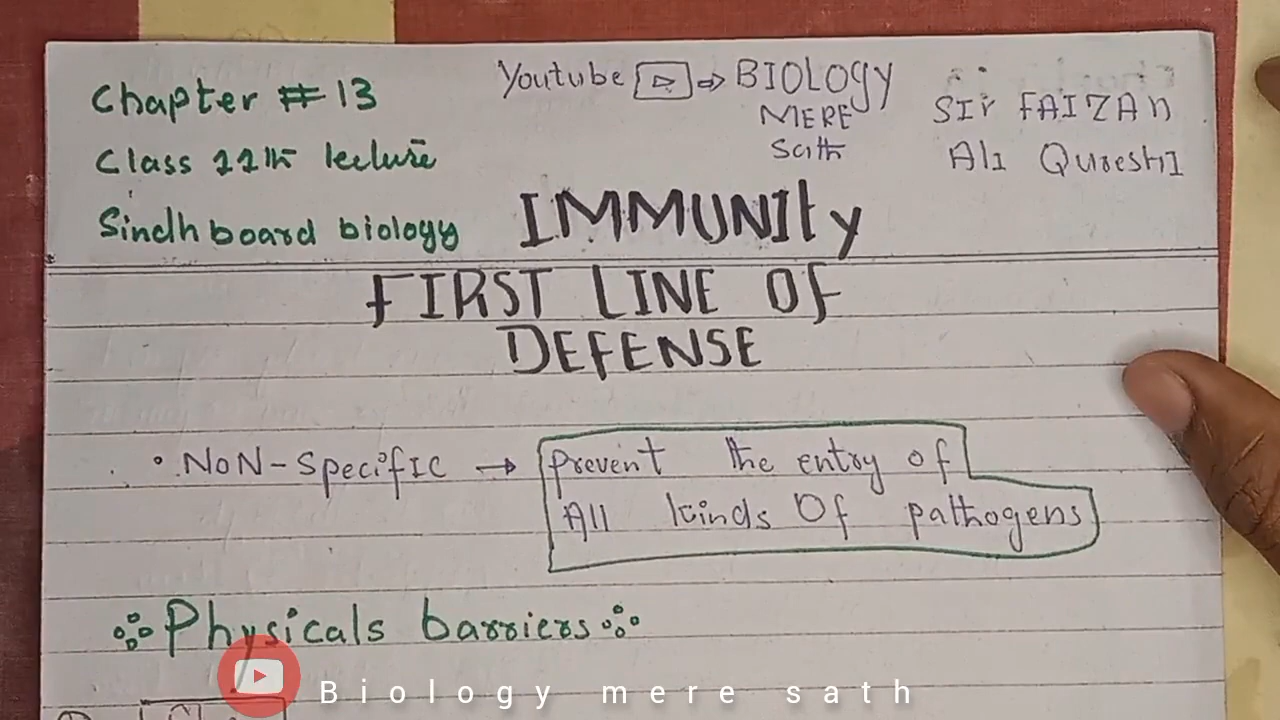 Chapter # 13
Class 11th lecture
Sindh board biology
Youtube ⇒ BIOLOGY
MERE
Sath
SIr FAIZAn
AlI QureshI
IMMUNIty
FIRST LINE OF
DEFENSE
• NoN-Specific → prevent the entry of
All kinds Of pathogens
Physicals barriers
Biology mere sath